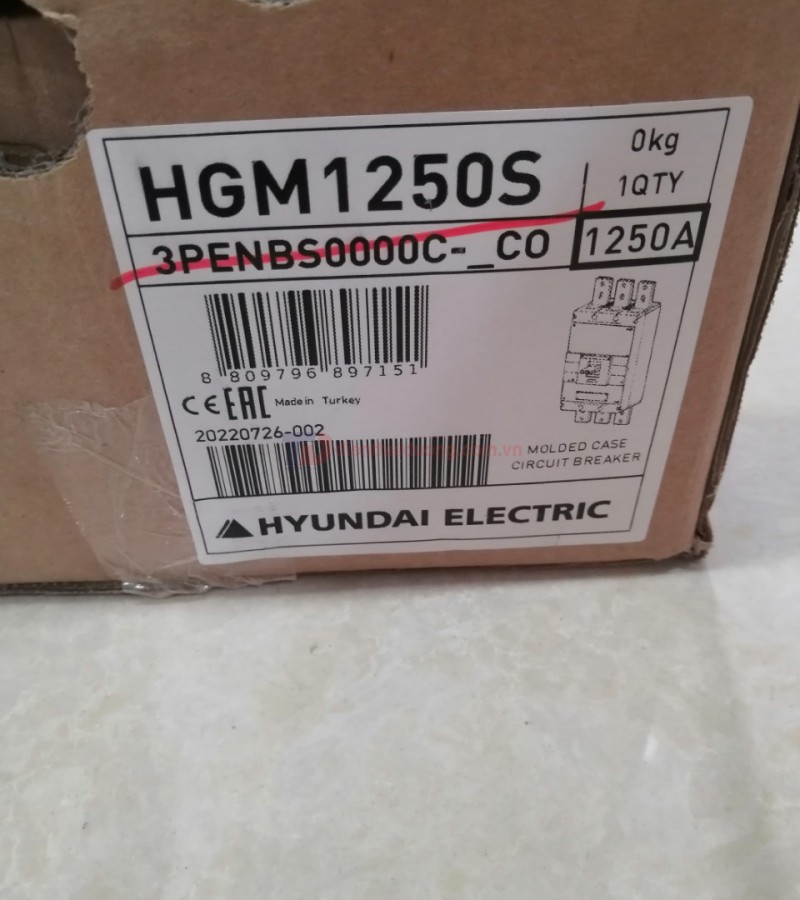 HGM1250S
0kg
1QTY
3PENBS0000C-_CO
1250A
8 809796 897151
CE EAC Made in Turkey
20220726-002
MOLDED CASE
CIRCUIT BREAKER
HYUNDAI ELECTRIC